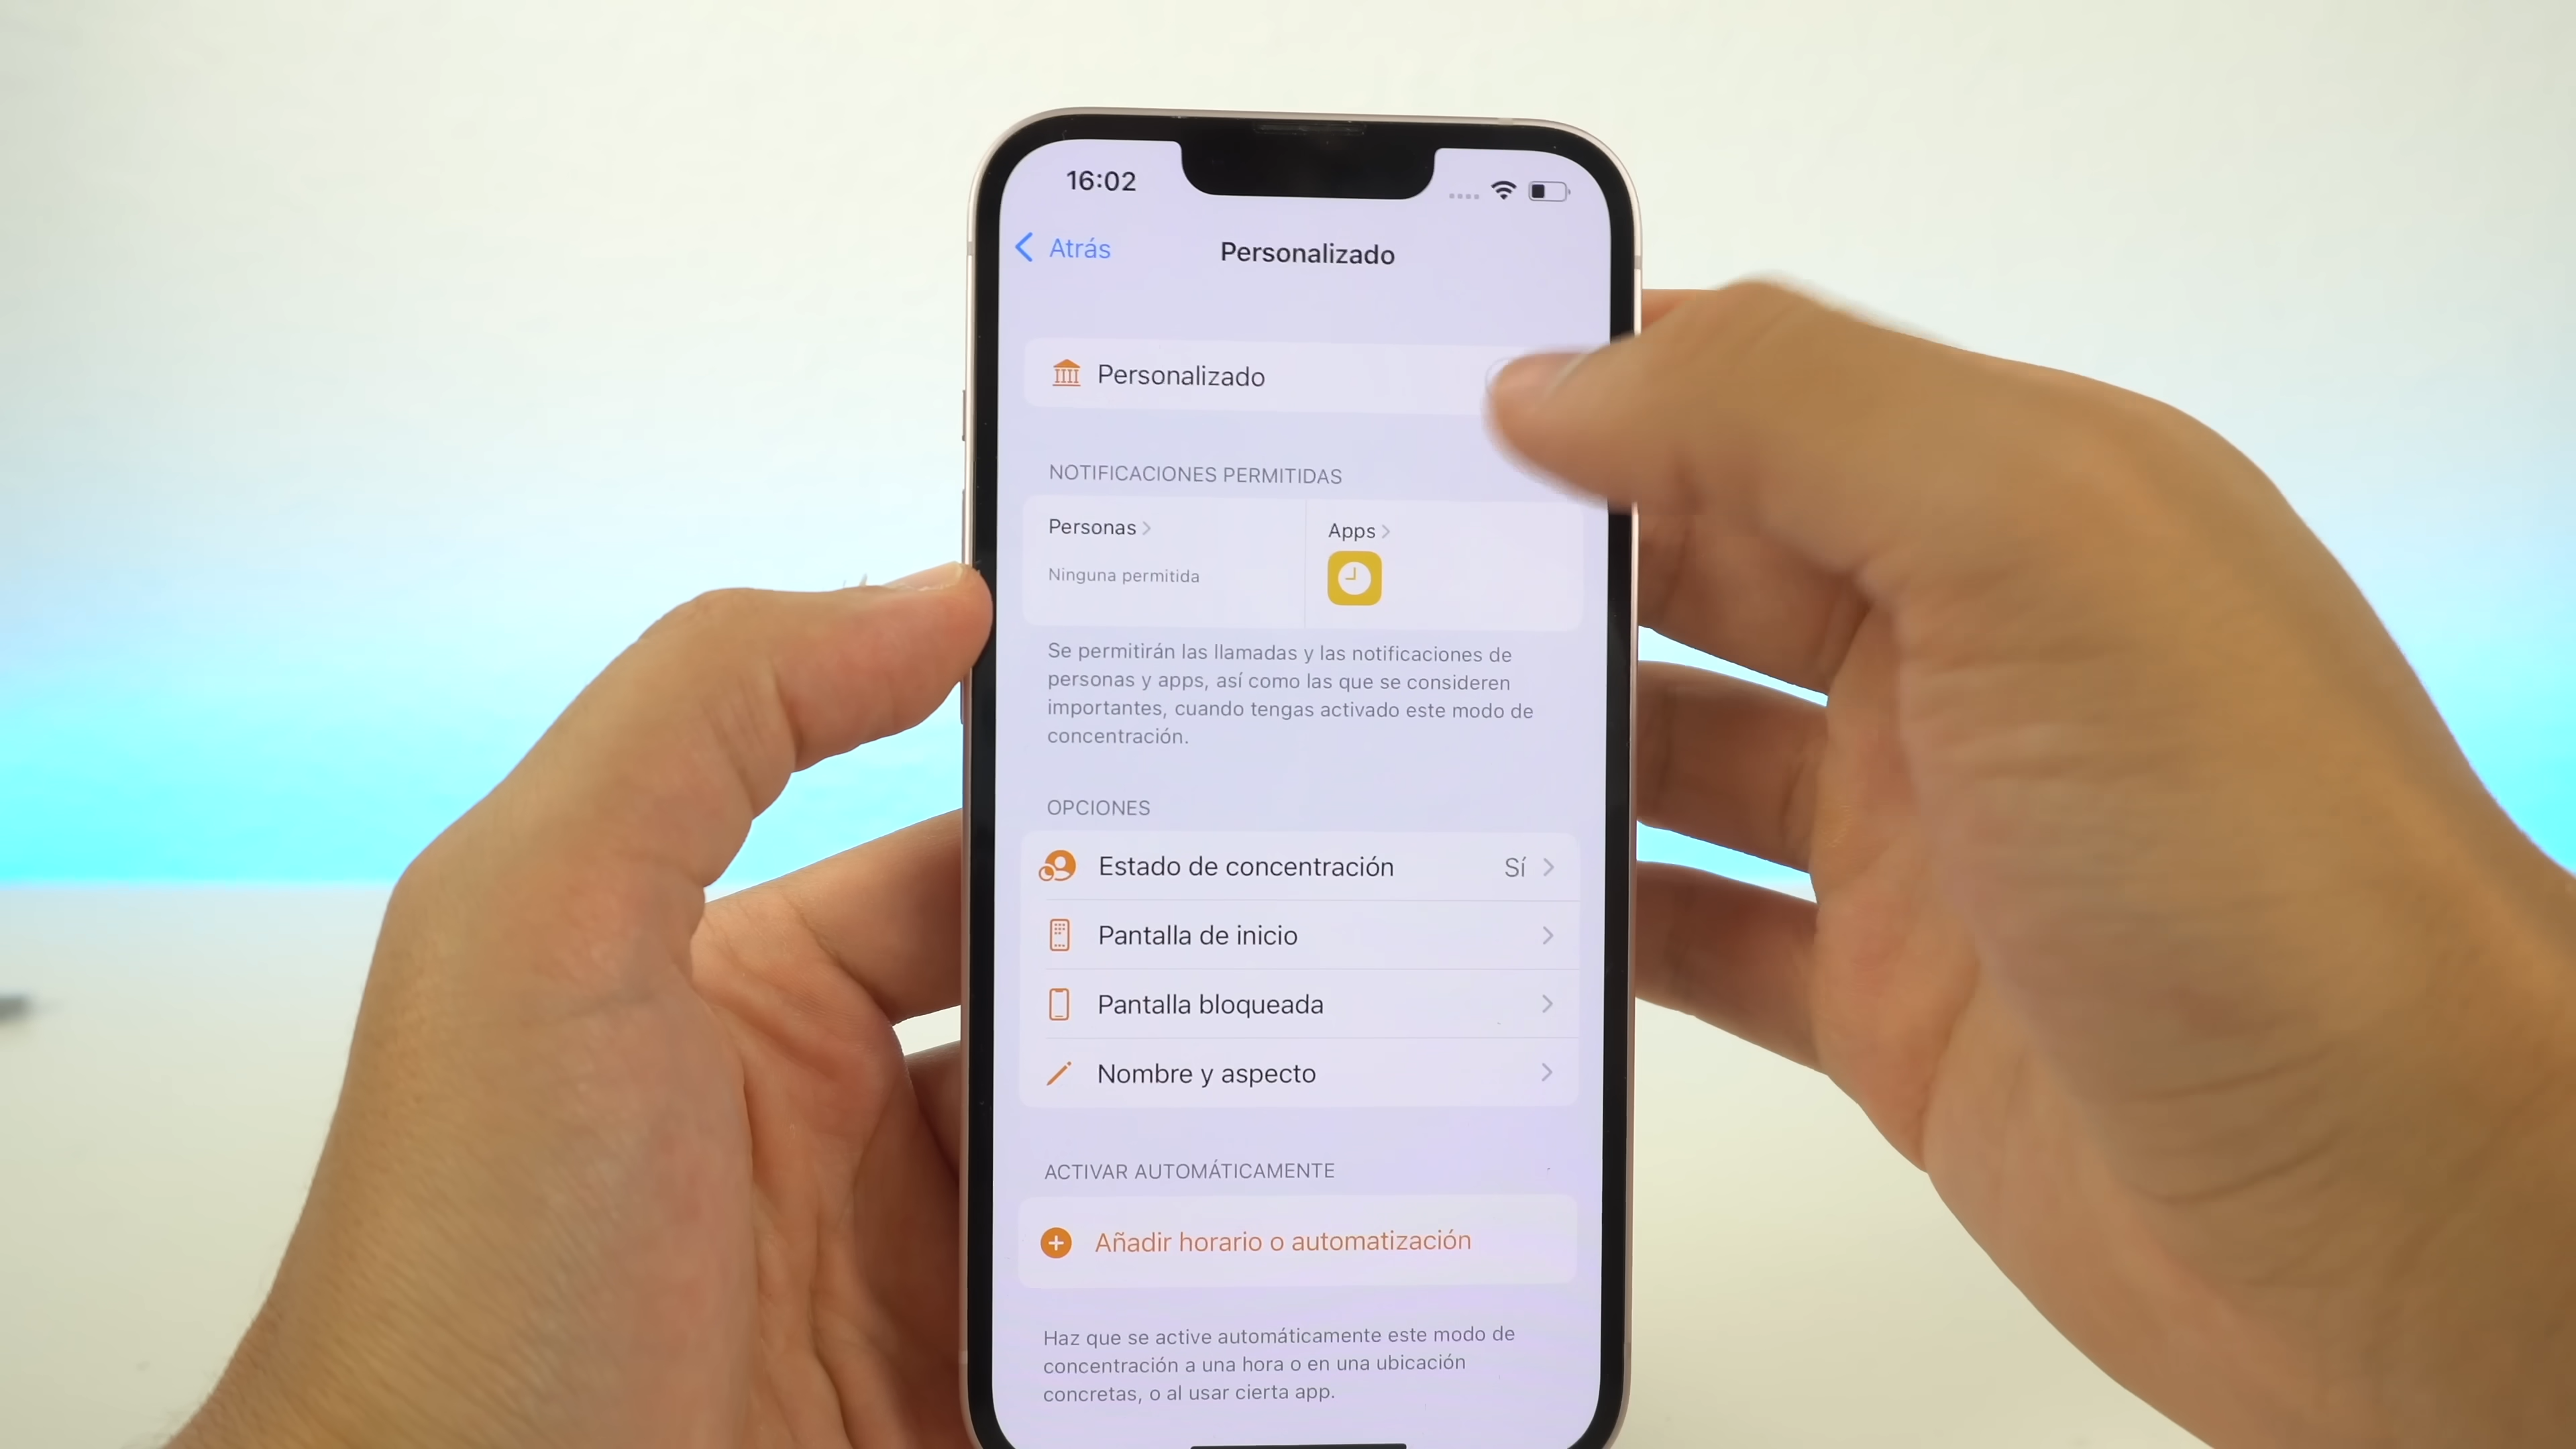 16:02
Atrás
Personalizado
Personalizado
NOTIFICACIONES PERMITIDAS
Personas
Apps
Ninguna permitida
Se permitirán las llamadas y las notificaciones de
personas y apps, así como las que se consideren
importantes, cuando tengas activado este modo de
concentración.
OPCIONES
Estado de concentración Sí
Pantalla de inicio
Pantalla bloqueada
Nombre y aspecto
ACTIVAR AUTOMÁTICAMENTE
Añadir horario o automatización
Haz que se active automáticamente este modo de
concentración a una hora o en una ubicación
concretas, o al usar cierta app.